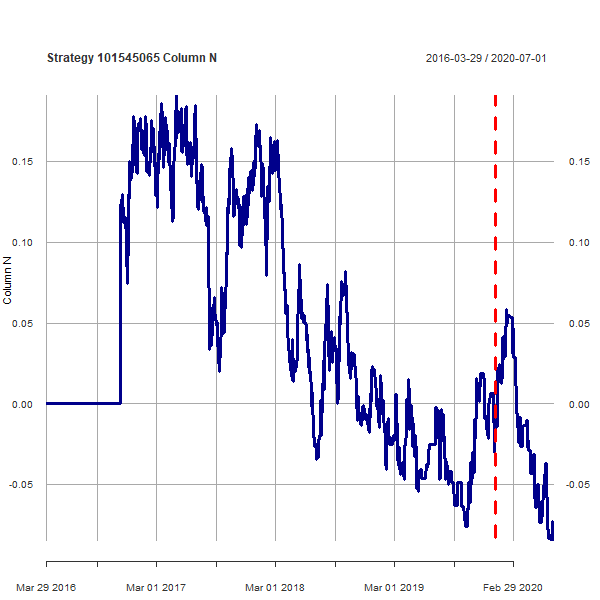 Strategy 101545065 Column N
2016-03-29 / 2020-07-01
0.15
0.10
0.05
0.00
-0.05
Column N
0.15
0.10
0.05
0.00
-0.05
Mar 29 2016
Mar 01 2017
Mar 01 2018
Mar 01 2019
Feb 29 2020